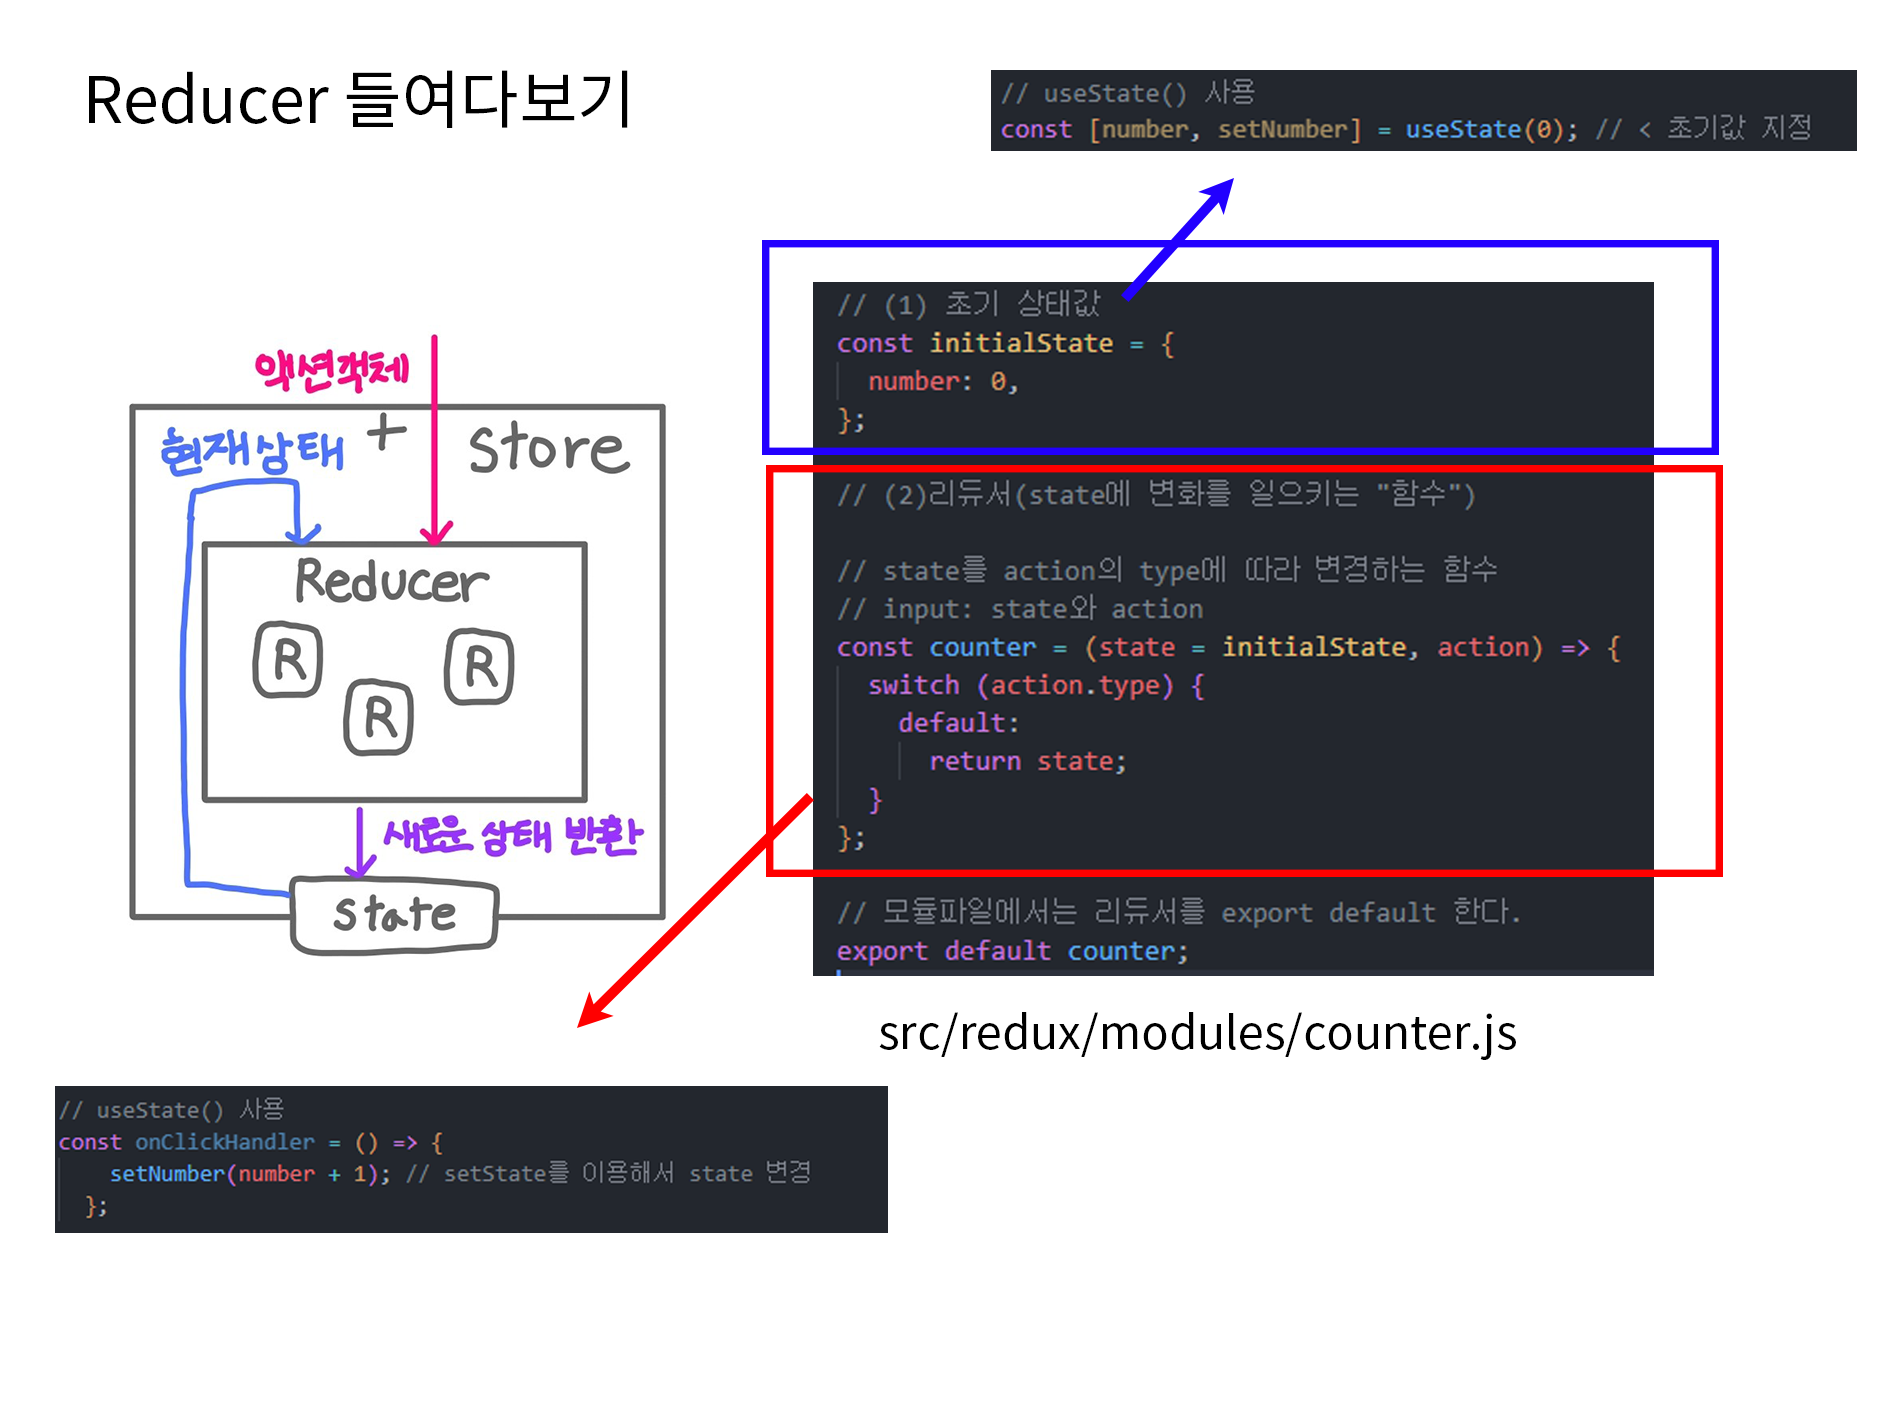 Reducer 들여다보기
// useState() 사용
const [number, setNumber] = useState(0); // < 초기값 지정
액션객체
현재상태 +
Store
Reducer
R
R
R
새로운 상태 반환
state
// (1) 초기 상태값
const initialState = {
number: 0,
};
// (2)리듀서(state에 변화를 일으키는 "함수")
// state를 action의 type에 따라 변경하는 함수
// input: state와 action
const counter = (state = initialState, action) => {
switch (action.type) {
default:
return state;
}
};
// 모듈파일에서는 리듀서를 export default 한다.
export default counter;
src/redux/modules/counter.js
// useState() 사용
const onClickHandler = () => {
setNumber(number + 1); // setState를 이용해서 state 변경
};